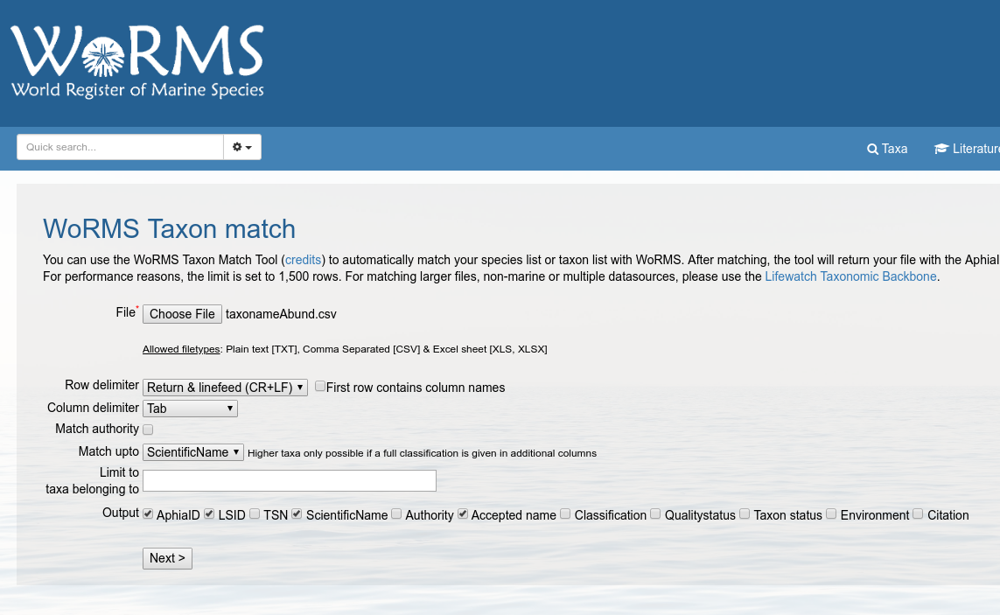 WoRMS
World Register of Marine Species
Quick search...
Taxa
Literature
WoRMS Taxon match
You can use the WoRMS Taxon Match Tool (credits) to automatically match your species list or taxon list with WoRMS. After matching, the tool will return your file with the AphiaI
For performance reasons, the limit is set to 1,500 rows. For matching larger files, non-marine or multiple datasources, please use the Lifewatch Taxonomic Backbone.
File* Choose File taxonameAbund.csv
Allowed filetypes: Plain text [TXT], Comma Separated [CSV] & Excel sheet [XLS, XLSX]
Row delimiter Return & linefeed (CR+LF) First row contains column names
Column delimiter Tab
Match authority
Match upto ScientificName Higher taxa only possible if a full classification is given in additional columns
Limit to
taxa belonging to
Output AphiaID LSID TSN ScientificName Authority Accepted name Classification Qualitystatus Taxon status Environment Citation
Next >